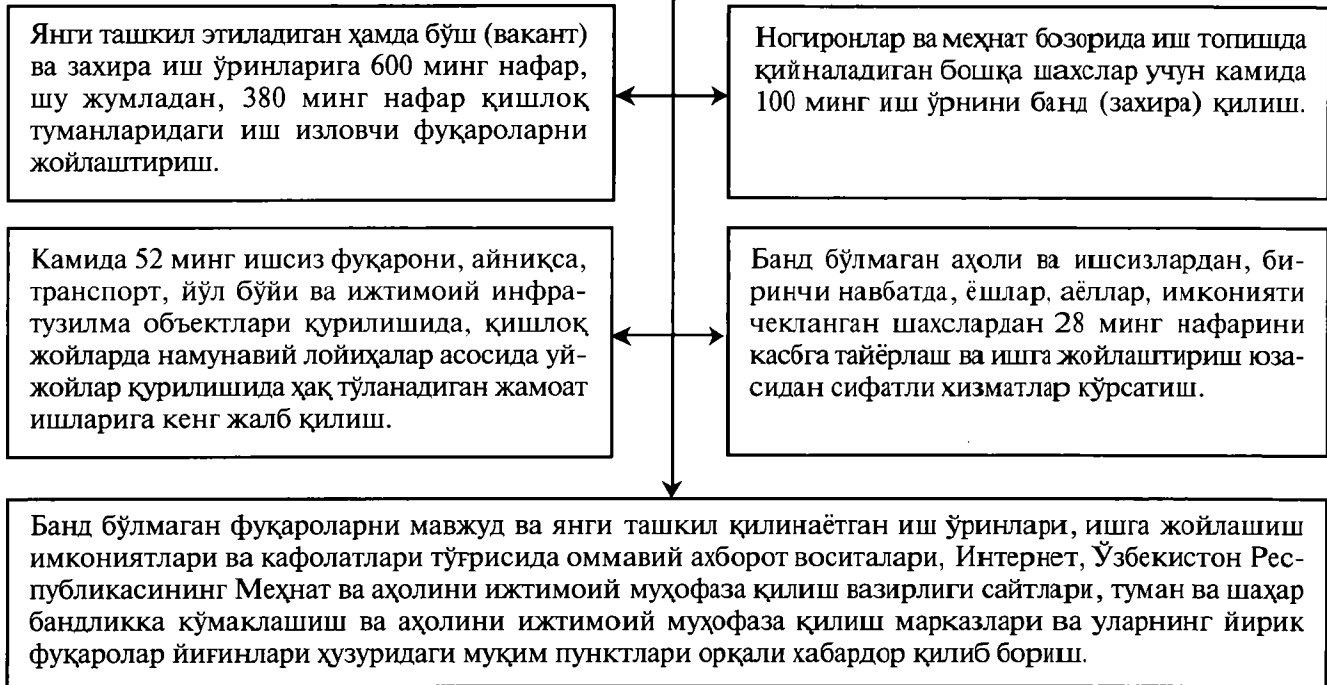 Янги ташкил этиладиган ҳамда бўш (вакант)
ва захира иш ўринларига 600 минг нафар,
шу жумладан, 380 минг нафар қишлоқ
туманларидаги иш изловчи фуқароларни
жойлаштириш.
Ногиронлар ва меҳнат бозорида иш топишда
қийналадиган бошқа шахслар учун камида
100 минг иш ўрнини банд (захира) қилиш.
Камида 52 минг ишсиз фуқарони, айниқса,
транспорт, йўл бўйи ва ижтимоий инфра-
тузилма объектлари қурилишида, қишлоқ
жойларда намунавий лойиҳалар асосида уй-
жойлар қурилишида ҳақ тўланадиган жамоат
ишларига кенг жалб қилиш.
Банд бўлмаган аҳоли ва ишсизлардан, би-
ринчи навбатда, ёшлар, аёллар, имконияти
чекланган шахслардан 28 минг нафарини
касбга тайёрлаш ва ишга жойлаштириш юза-
сидан сифатли хизматлар кўрсатиш.
Банд бўлмаган фуқароларни мавжуд ва янги ташкил қилинаётган иш ўринлари, ишга жойлашиш
имкониятлари ва кафолатлари тўғрисида оммавий ахборот воситалари, Интернет, Ўзбекистон Рес-
публикасининг Меҳнат ва аҳолини ижтимоий муҳофаза қилиш вазирлиги сайтлари, туман ва шаҳар
бандликка кўмаклашиш ва аҳолини ижтимоий муҳофаза қилиш марказлари ва уларнинг йирик
фуқаролар йиғинлари ҳузуридаги муқим пунктлари орқали хабардор қилиб бориш.